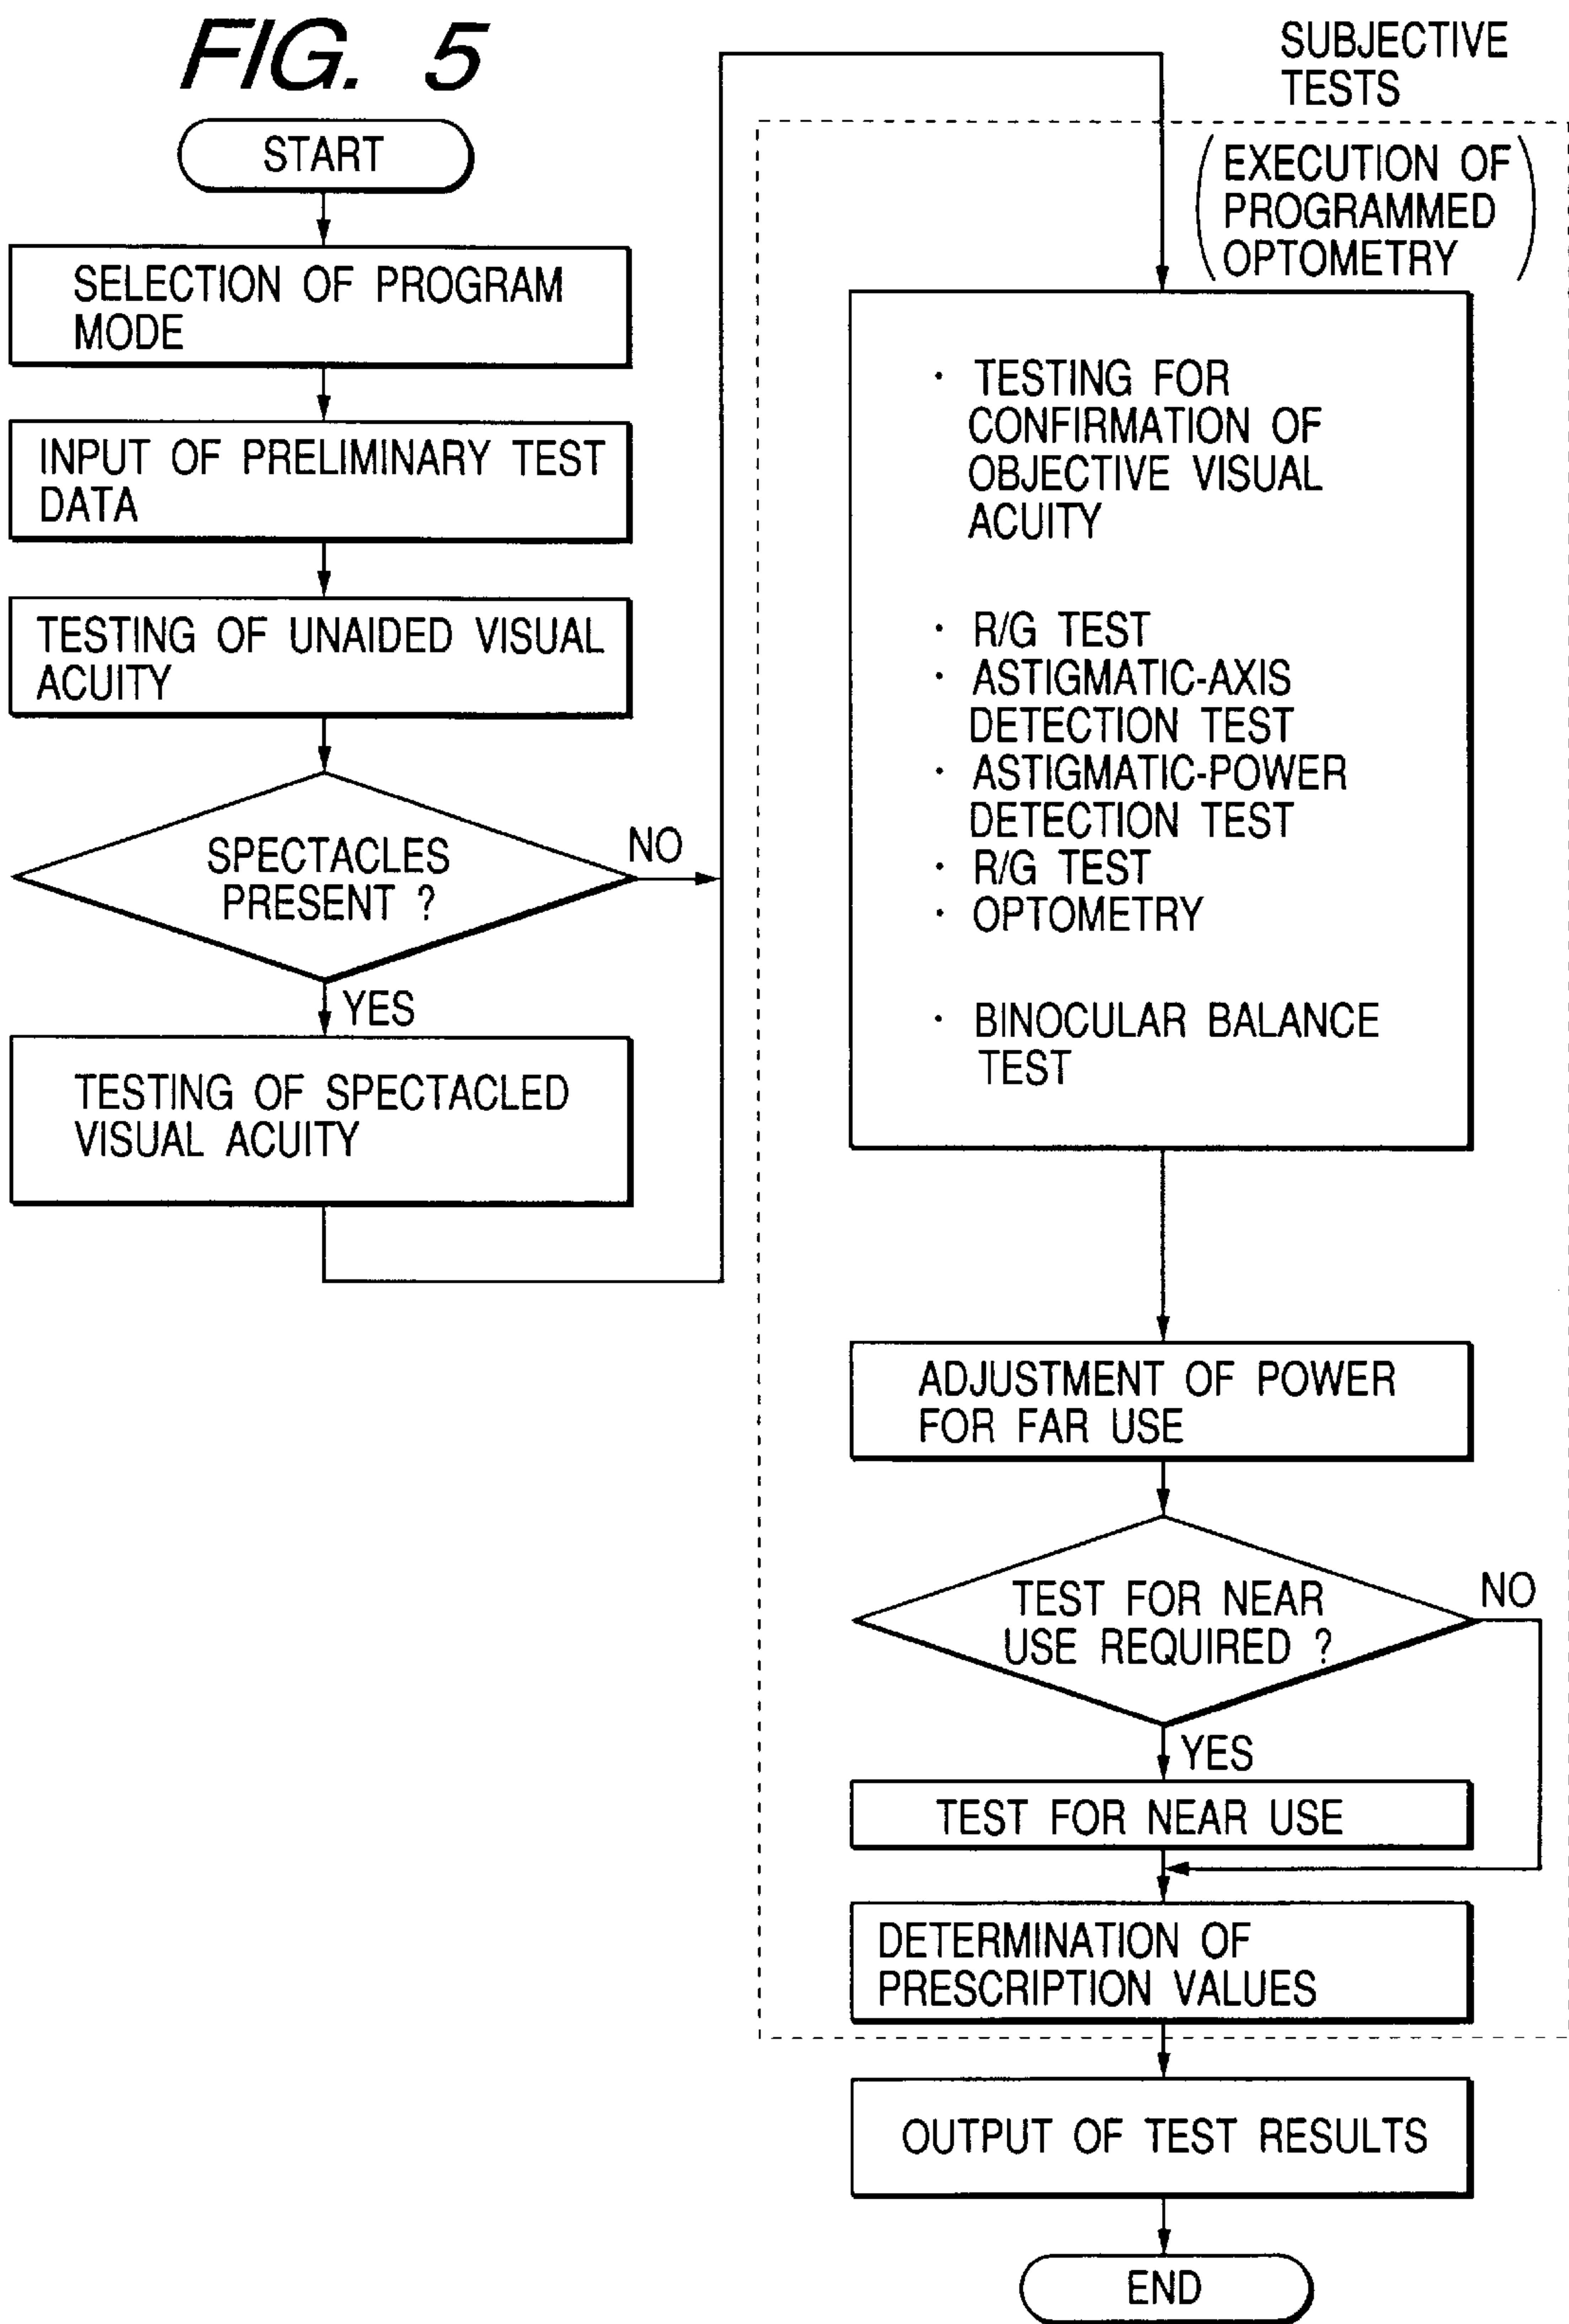 FIG. 5
START
SELECTION OF PROGRAM
MODE
INPUT OF PRELIMINARY TEST
DATA
TESTING OF UNAIDED VISUAL
ACUITY
SPECTACLES
PRESENT ?
NO
YES
TESTING OF SPECTACLED
VISUAL ACUITY
SUBJECTIVE
TESTS
(EXECUTION OF
PROGRAMMED
OPTOMETRY)
· TESTING FOR
CONFIRMATION OF
OBJECTIVE VISUAL
ACUITY
· R/G TEST
· ASTIGMATIC-AXIS
DETECTION TEST
· ASTIGMATIC-POWER
DETECTION TEST
· R/G TEST
· OPTOMETRY
· BINOCULAR BALANCE
TEST
ADJUSTMENT OF POWER
FOR FAR USE
TEST FOR NEAR
USE REQUIRED ?
NO
YES
TEST FOR NEAR USE
DETERMINATION OF
PRESCRIPTION VALUES
OUTPUT OF TEST RESULTS
END